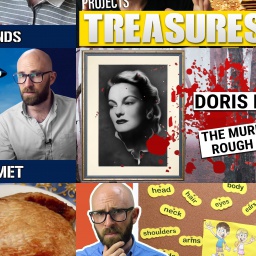 PROJECTS
TREASURES
NDS
DORIS
THE MUR
ROUGH
MET
head
hair
body
neck
eyes
shoulders
arms